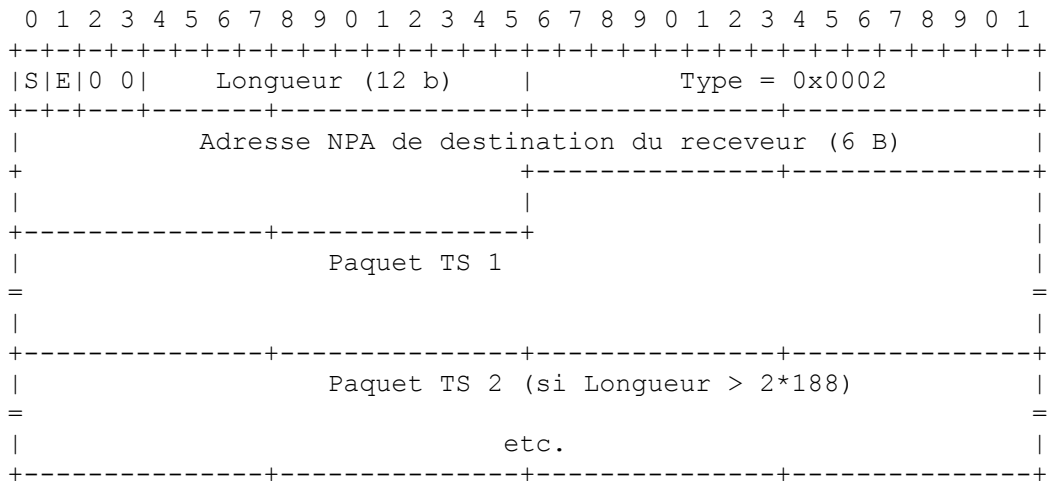 0 1 2 3 4 5 6 7 8 9 0 1 2 3 4 5 6 7 8 9 0 1 2 3 4 5 6 7 8 9 0 1
+-+-+-+-+-+-+-+-+-+-+-+-+-+-+-+-+-+-+-+-+-+-+-+-+-+-+-+-+-+-+-+-+
|S|E|0 0|    Longueur (12 b)    |         Type = 0x0002         |
+-+-+---+-------+---------------+---------------+---------------+
|           Adresse NPA de destination du receveur (6 B)        |
+                               +---------------+---------------+
|                               |                               |
+---------------+---------------+                               |
|                   Paquet TS 1                                 |
=                                                               =
|                                                               |
+---------------+---------------+---------------+---------------+
|                   Paquet TS 2 (si Longueur > 2*188)           |
=                                                               =
|                              etc.                             |
+---------------+---------------+---------------+---------------+